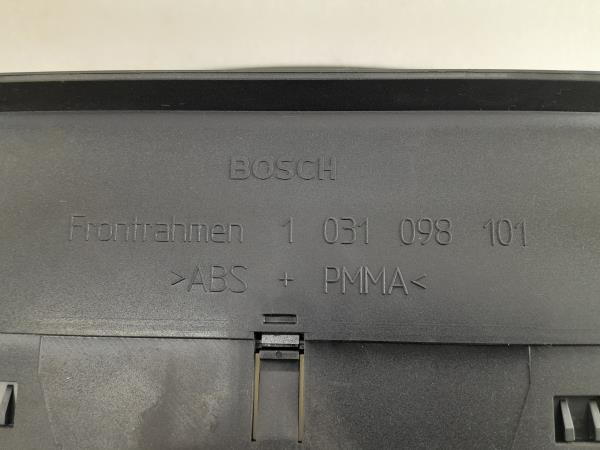 BOSCH
Frontrahmen 1 031 098 101
>ABS + PMMA<